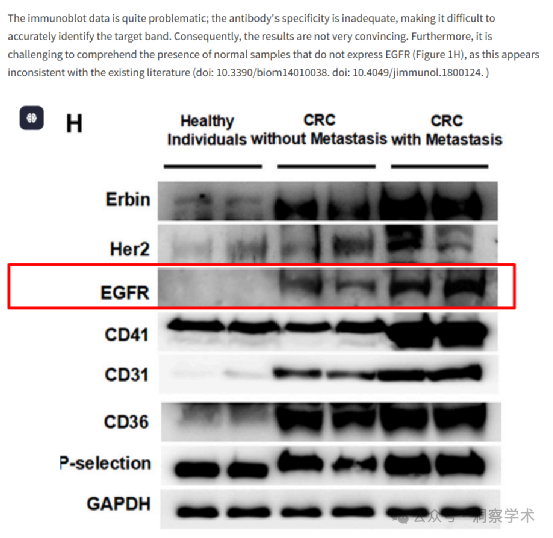 The immunoblot data is quite problematic; the antibody's specificity is inadequate, making it difficult to
accurately identify the target band. Consequently, the results are not very convincing. Furthermore, it is
challenging to comprehend the presence of normal samples that do not express EGFR (Figure 1H), as this appears
inconsistent with the existing literature (doi: 10.3390/biom14010038. doi: 10.4049/jimmunol.1800124. )
H
Healthy Individuals
CRC without Metastasis
CRC with Metastasis
Erbin
Her2
EGFR
CD41
CD31
CD36
P-selection
GAPDH
公众号 · 洞察学术